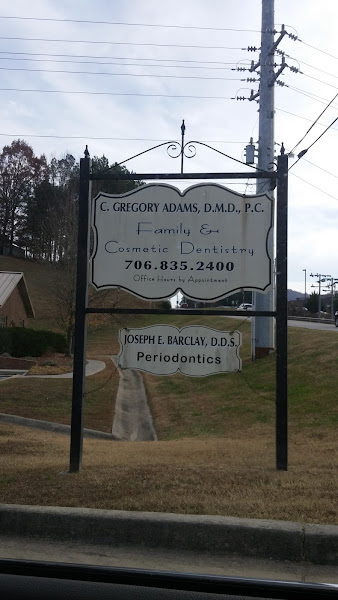 C. GREGORY ADAMS, D.M.D., P.C.
Family &
Cosmetic Dentistry
706.835.2400
Office Hours by Appointment
JOSEPH E. BARCLAY, D.D.S.
Periodontics